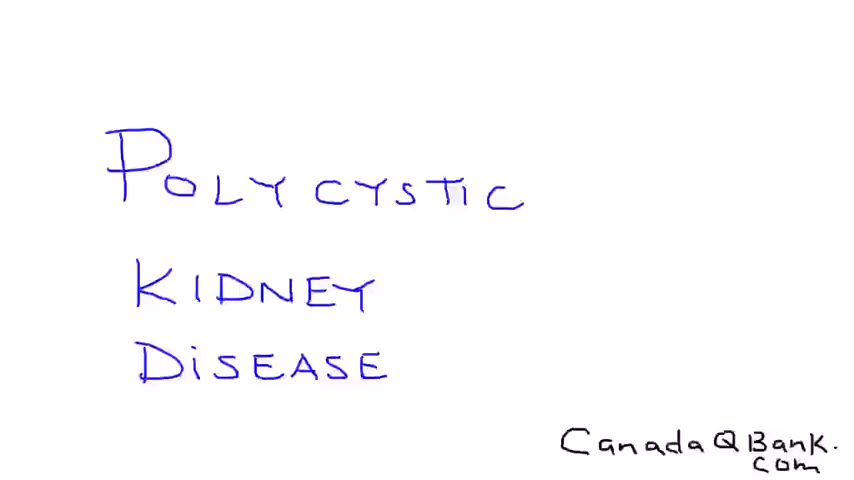 POLYCYSTIC
KIDNEY
DiSEASE
CanadaQBank.
com